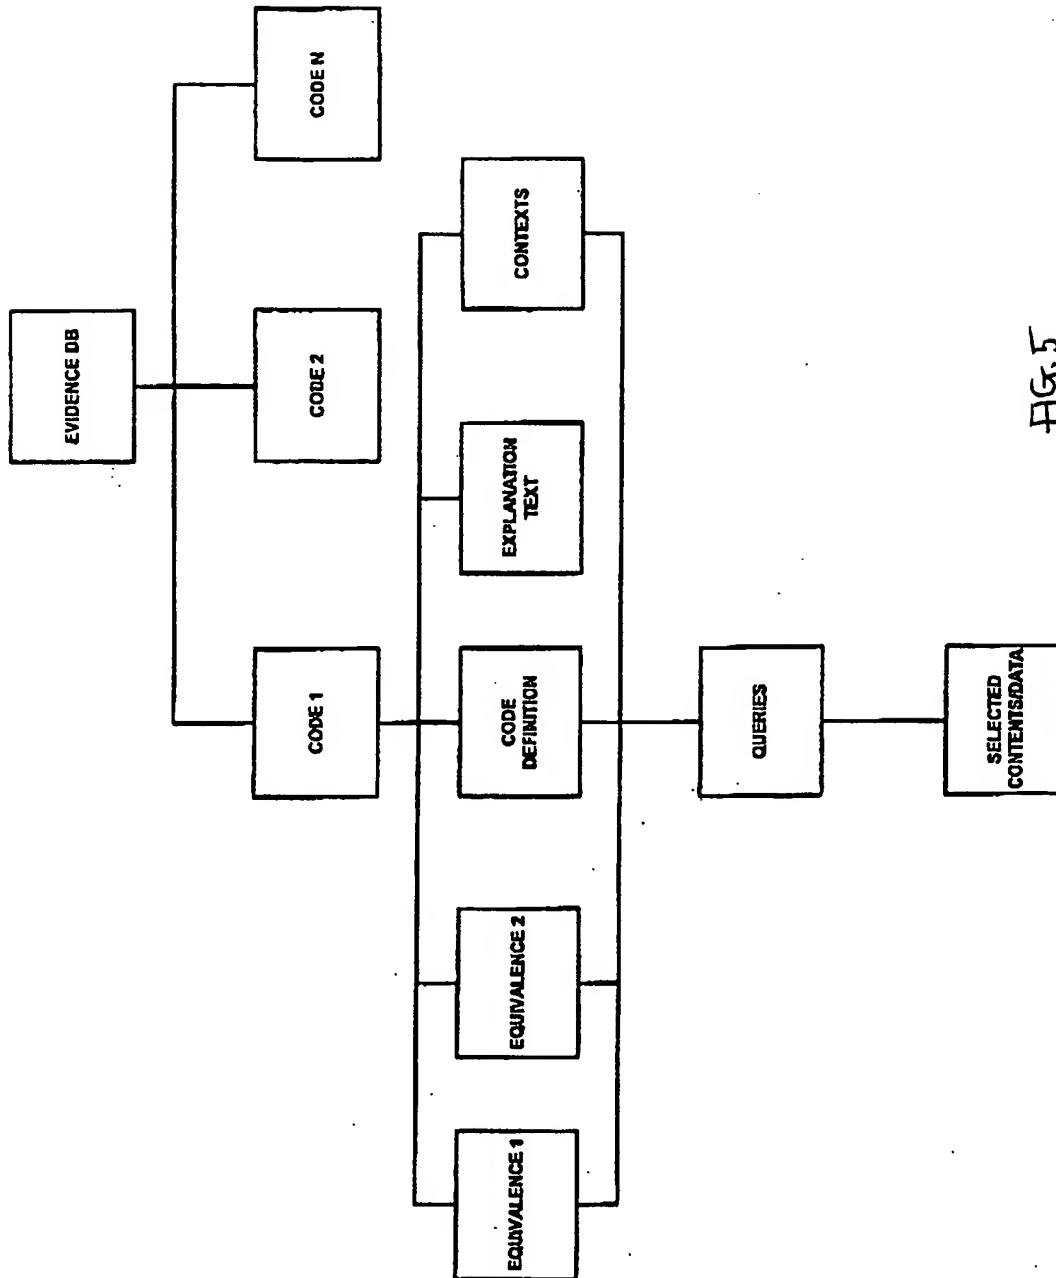 EVIDENCE DB
CODE 1
CODE 2
CODE N
EQUIVALENCE 1
EQUIVALENCE 2
CODE
DEFINITION
EXPLANATION
TEXT
CONTEXTS
QUERIES
SELECTED
CONTENTS/DATA
FIG. 5